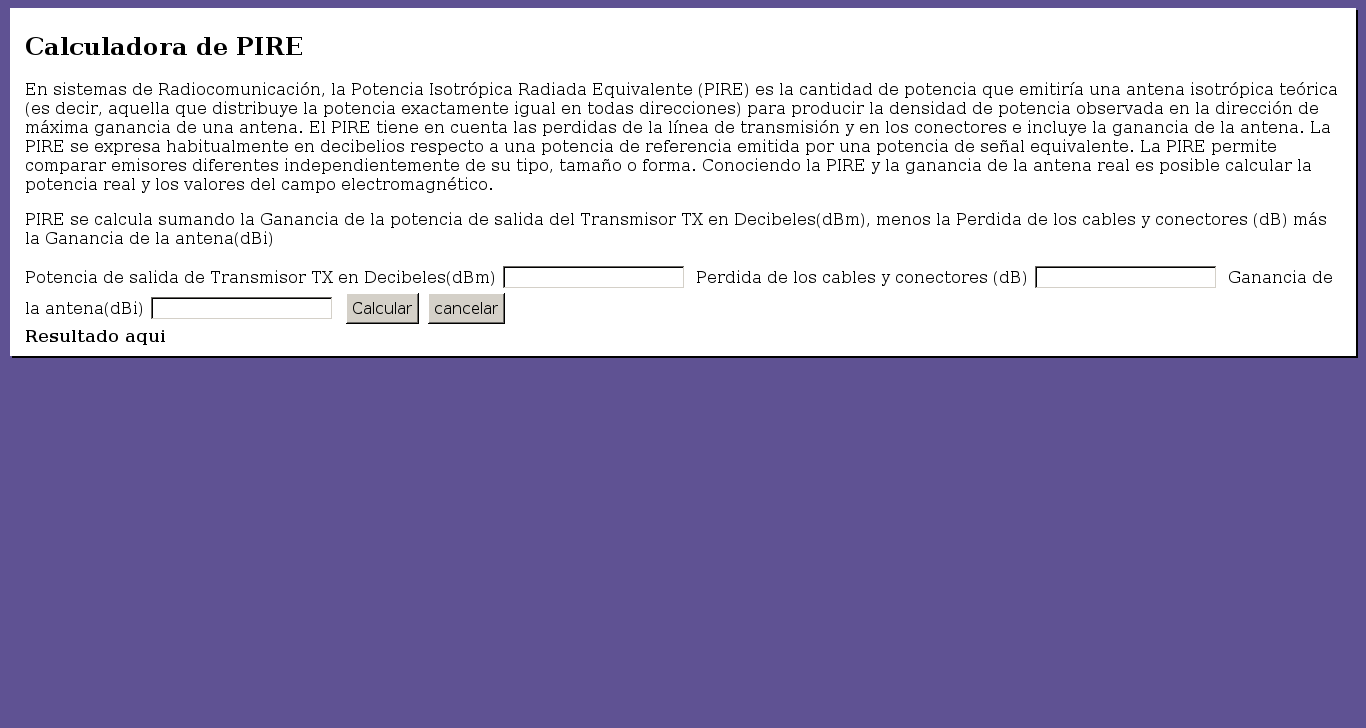 Calculadora de PIRE
En sistemas de Radiocomunicación, la Potencia Isotrópica Radiada Equivalente (PIRE) es la cantidad de potencia que emitiría una antena isotrópica teórica
(es decir, aquella que distribuye la potencia exactamente igual en todas direcciones) para producir la densidad de potencia observada en la dirección de
máxima ganancia de una antena. El PIRE tiene en cuenta las perdidas de la línea de transmisión y en los conectores e incluye la ganancia de la antena. La
PIRE se expresa habitualmente en decibelios respecto a una potencia de referencia emitida por una potencia de señal equivalente. La PIRE permite
comparar emisores diferentes independientemente de su tipo, tamaño o forma. Conociendo la PIRE y la ganancia de la antena real es posible calcular la
potencia real y los valores del campo electromagnético.
PIRE se calcula sumando la Ganancia de la potencia de salida del Transmisor TX en Decibeles(dBm), menos la Perdida de los cables y conectores (dB) más
la Ganancia de la antena(dBi)
Potencia de salida de Transmisor TX en Decibeles(dBm) Perdida de los cables y conectores (dB) Ganancia de
la antena(dBi) Calcular cancelar
Resultado aqui